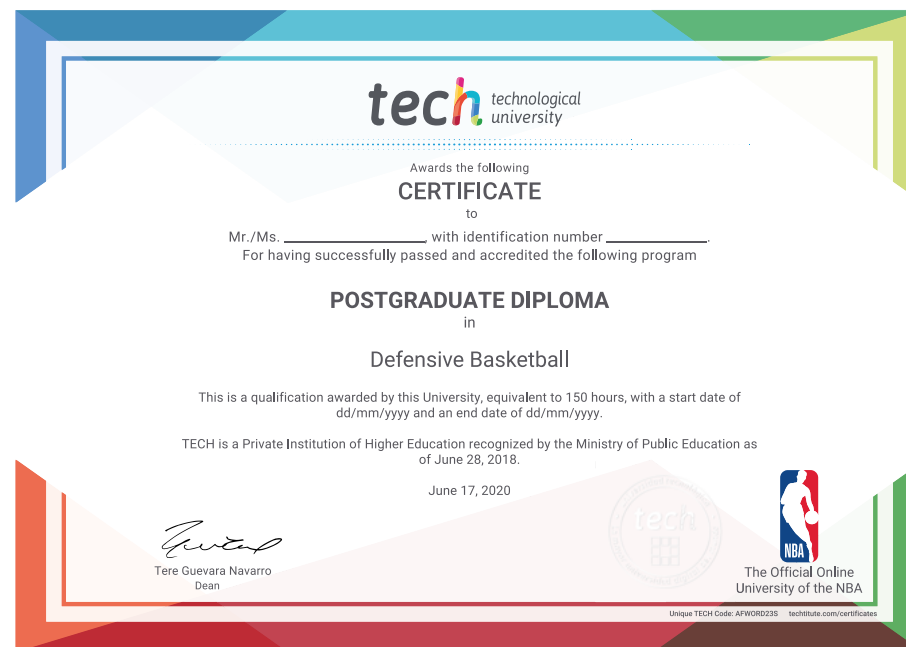 tech technological
university
Awards the following
CERTIFICATE
to
Mr./Ms. ____________, with identification number ____________.
For having successfully passed and accredited the following program
POSTGRADUATE DIPLOMA
in
Defensive Basketball
This is a qualification awarded by this University, equivalent to 150 hours, with a start date of
dd/mm/yyyy and an end date of dd/mm/yyyy.
TECH is a Private Institution of Higher Education recognized by the Ministry of Public Education as
of June 28, 2018.
June 17, 2020
tech
Tere Guevara Navarro
Dean
NBA
The Official Online
University of the NBA
Unique TECH Code: AFWORD23S techtitute.com/certificates